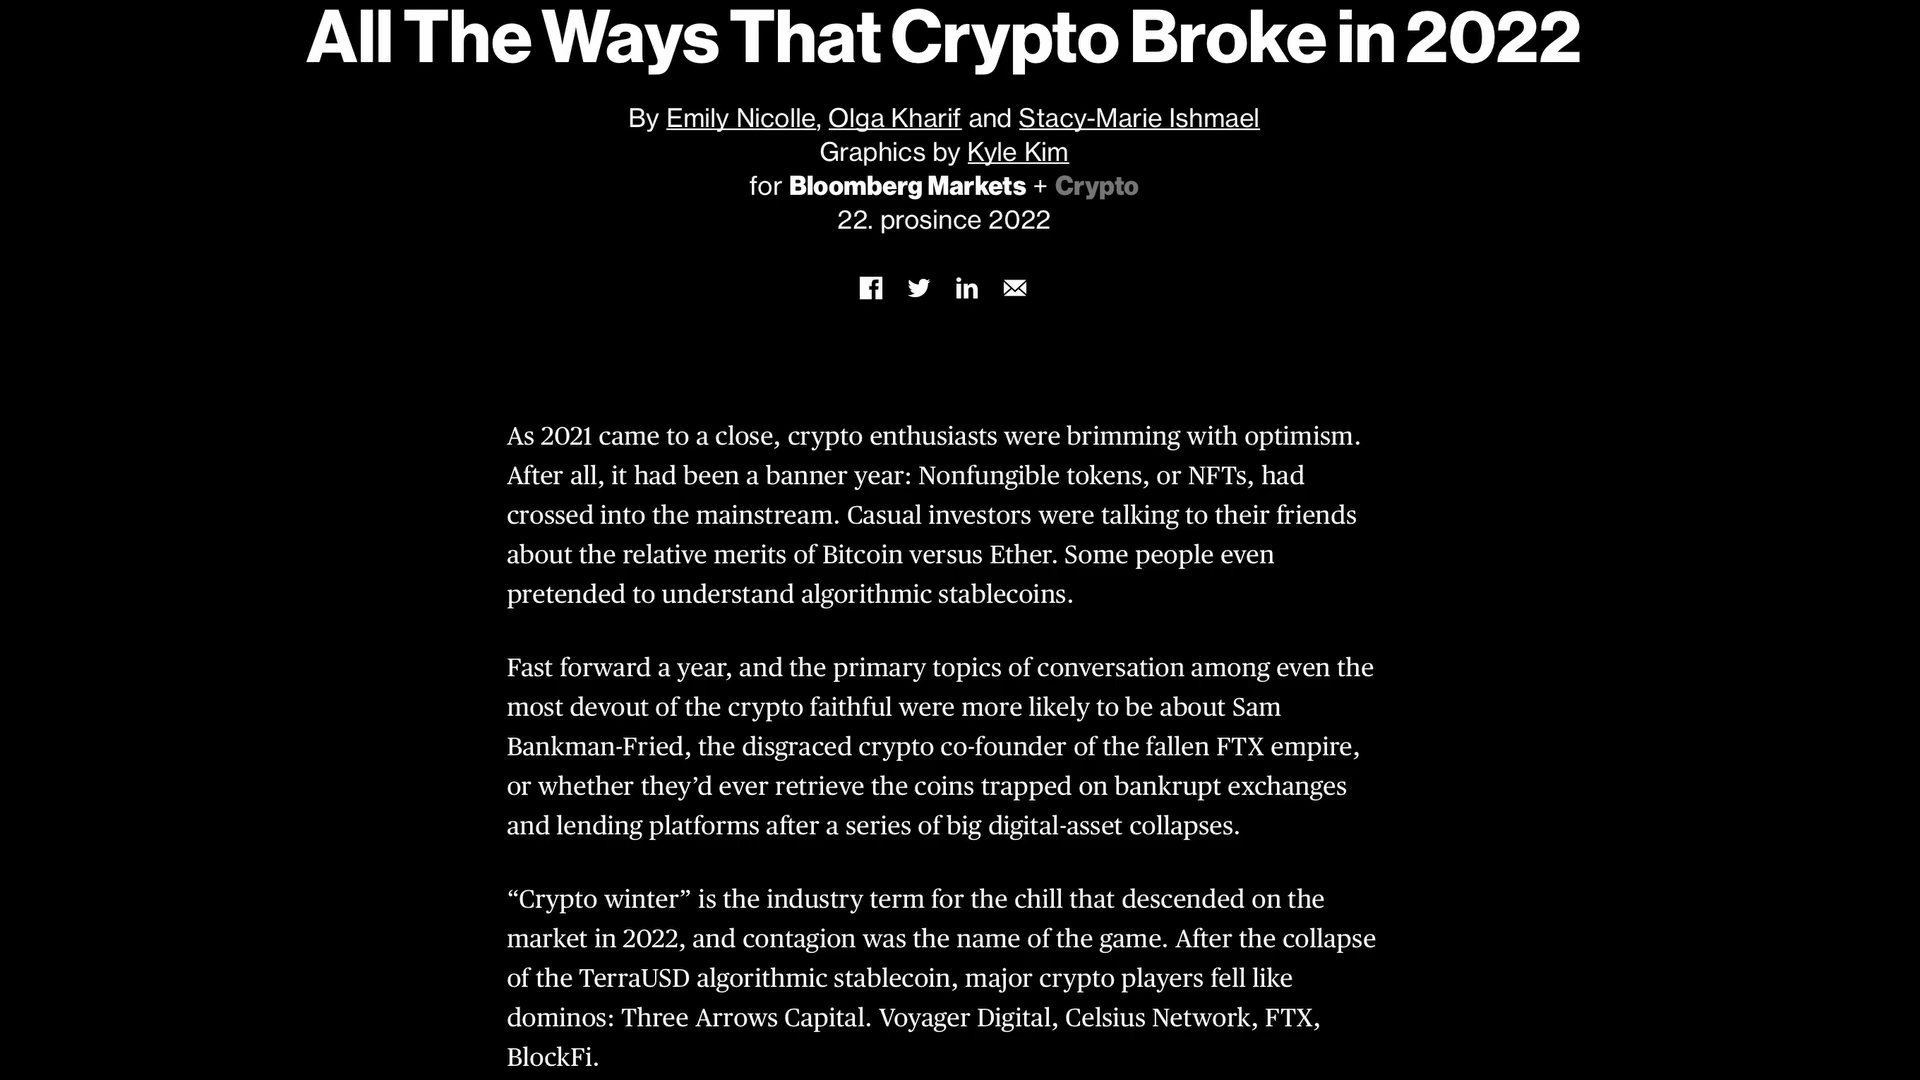 All The Ways That Crypto Broke in 2022
By Emily Nicolle, Olga Kharif and Stacy-Marie Ishmael
Graphics by Kyle Kim
for Bloomberg Markets + Crypto
22. prosince 2022
As 2021 came to a close, crypto enthusiasts were brimming with optimism.
After all, it had been a banner year: Nonfungible tokens, or NFTs, had
crossed into the mainstream. Casual investors were talking to their friends
about the relative merits of Bitcoin versus Ether. Some people even
pretended to understand algorithmic stablecoins.
Fast forward a year, and the primary topics of conversation among even the
most devout of the crypto faithful were more likely to be about Sam
Bankman-Fried, the disgraced crypto co-founder of the fallen FTX empire,
or whether they’d ever retrieve the coins trapped on bankrupt exchanges
and lending platforms after a series of big digital-asset collapses.
“Crypto winter” is the industry term for the chill that descended on the
market in 2022, and contagion was the name of the game. After the collapse
of the TerraUSD algorithmic stablecoin, major crypto players fell like
dominos: Three Arrows Capital. Voyager Digital, Celsius Network, FTX,
BlockFi.